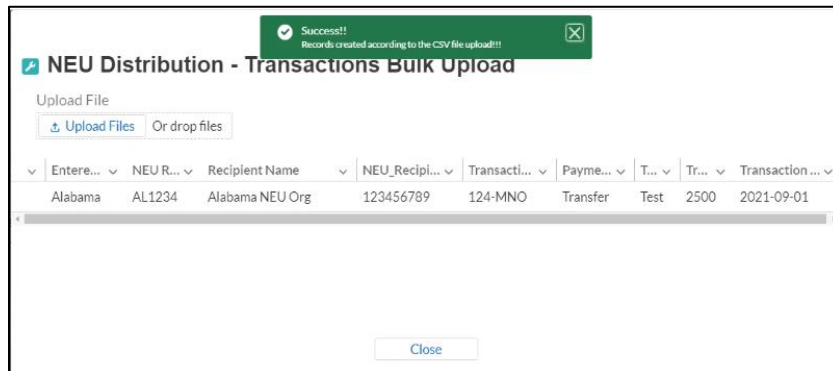 Success!!
Records created according to the CSV file upload!!!
NEU Distribution - Transactions Bulk Upload
Upload File
Upload Files Or drop files
Entere... NEU R... Recipient Name NEU_Recipi... Transacti... Payme... T... Tr... Transaction ...
Alabama AL1234 Alabama NEU Org 123456789 124-MNO Transfer Test 2500 2021-09-01
Close